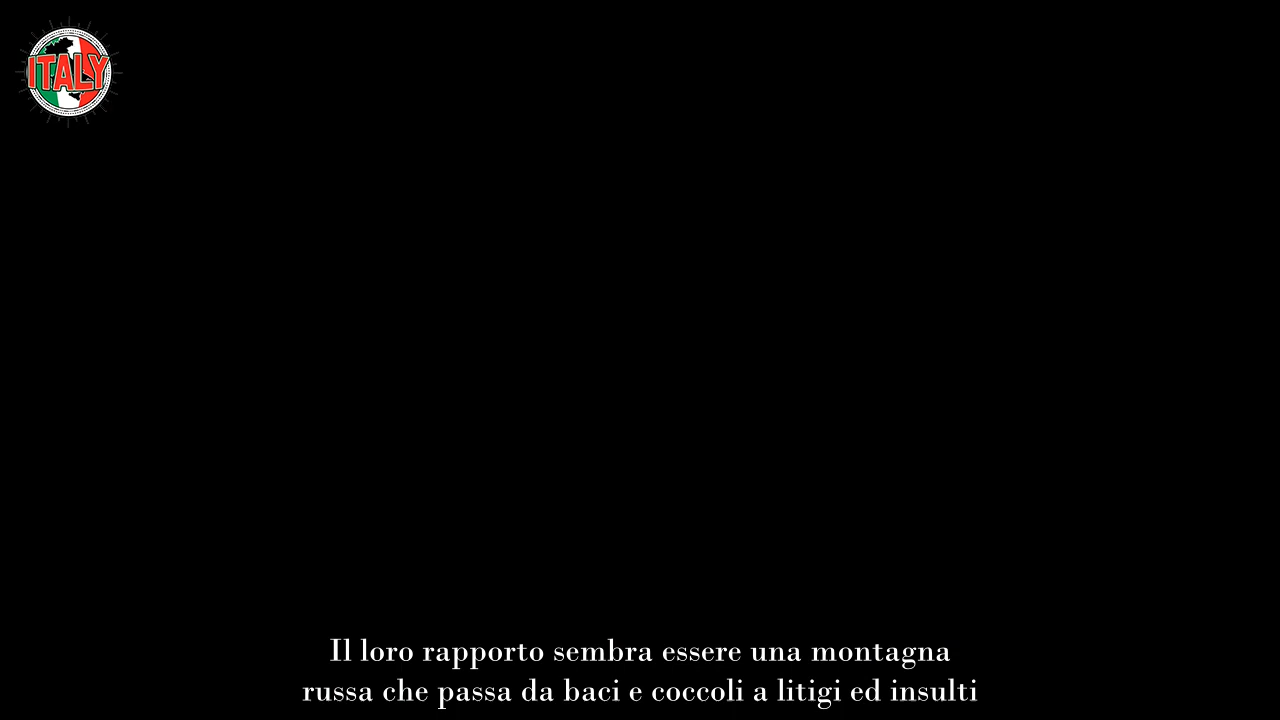 ITALY
Il loro rapporto sembra essere una montagna
russa che passa da baci e coccoli a litigi ed insulti